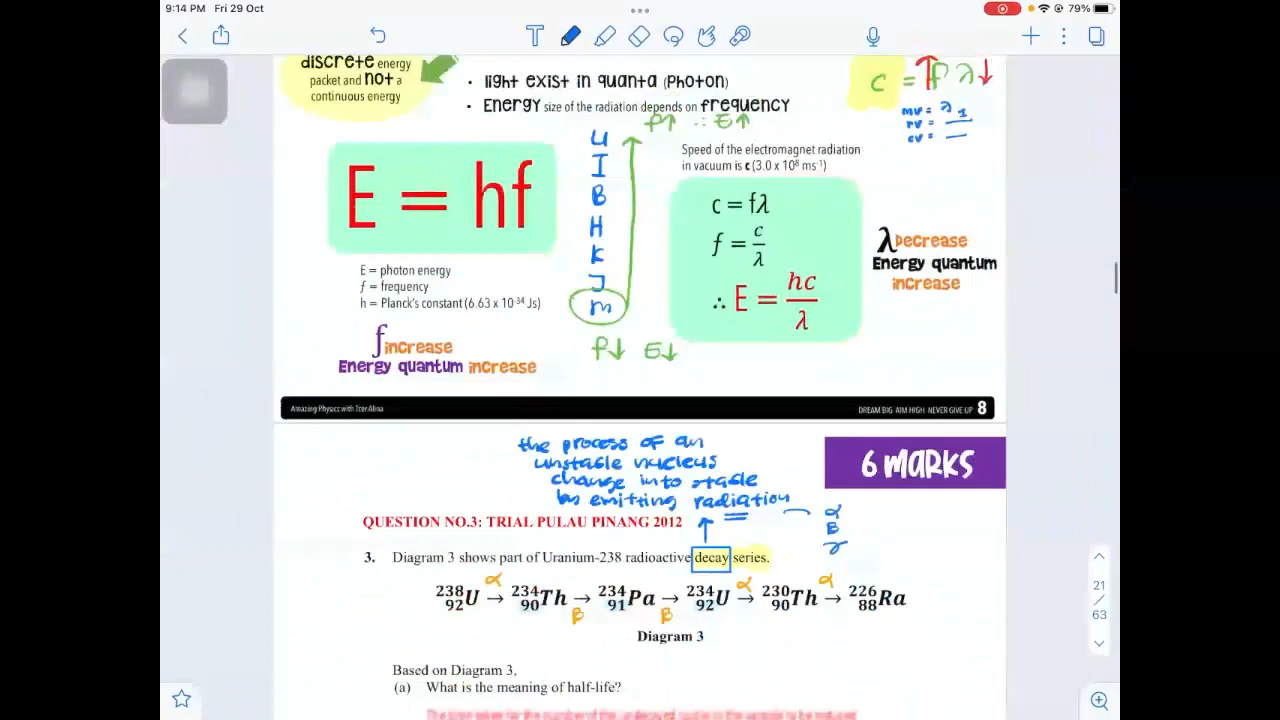 9:14 PM Fri 29 Oct
79%
discrete energy
packet and not a
continuous energy
• light exist in quanta (Photon)
• Energy size of the radiation depends on frequency
c = f λ
f↑ ∴ E↑
mv = λ 1
rv =
cv =
U
I
B
H
K
J
m
f↓ E↓
E = hf
E = photon energy
f = frequency
h = Planck's constant (6.63 x 10⁻³⁴ Js)
f increase
Energy quantum increase
Speed of the electromagnet radiation
in vacuum is c (3.0 x 10⁸ ms⁻¹)
c = fλ
f = c/λ
∴ E = hc/λ
λ Decrease
Energy quantum
increase
Amazing Physics with Tcer Alina
DREAM BIG AIM HIGH NEVER GIVE UP 8
the process of an
unstable nucleus
change into stable
by emitting radiation
α
β
γ
6 MARKS
QUESTION NO.3: TRIAL PULAU PINANG 2012
3. Diagram 3 shows part of Uranium-238 radioactive decay series.
α α α
²³⁸₉₂U → ²³⁴₉₀Th → ²³⁴₉₁Pa → ²³⁴₉₂U → ²³⁰₉₀Th → ²²⁶₈₈Ra
β β
Diagram 3
Based on Diagram 3,
(a) What is the meaning of half-life?
21
/
63